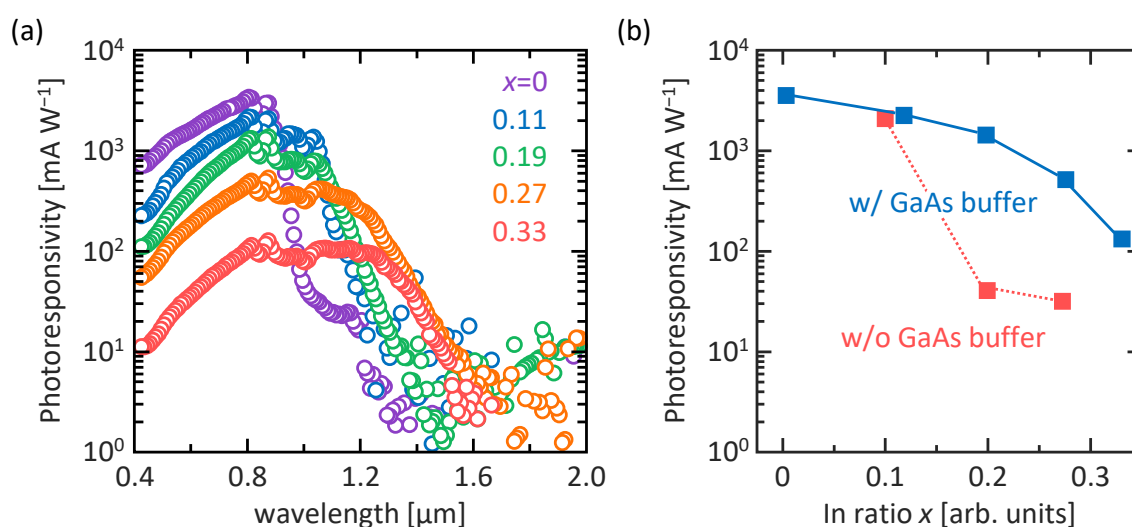 (a)
Photoresponsivity [mA W⁻¹]
10⁴
10³
10²
10¹
10⁰
x=0
0.11
0.19
0.27
0.33
0.4
0.8
1.2
1.6
2.0
wavelength [μm]
(b)
Photoresponsivity [mA W⁻¹]
10⁴
10³
10²
10¹
10⁰
w/ GaAs buffer
w/o GaAs buffer
0
0.1
0.2
0.3
In ratio x [arb. units]